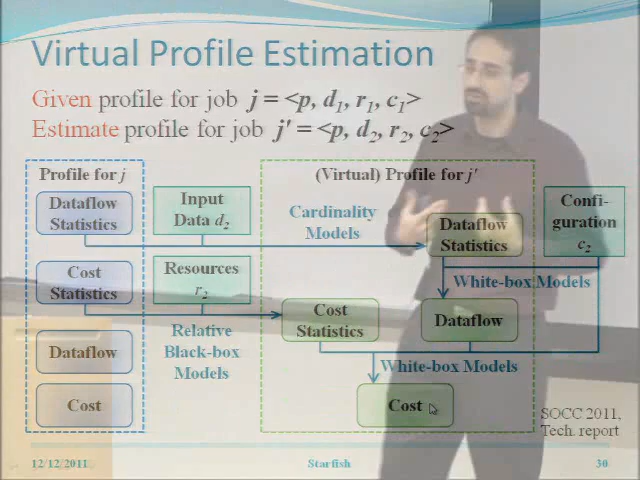 Virtual Profile Estimation
Given profile for job j = <p, d1, r1, c1>
Estimate profile for job j' = <p, d2, r2, c2>
Profile for j
(Virtual) Profile for j'
Dataflow
Statistics
Input
Data d2
Cardinality
Models
Dataflow
Statistics
Confi-
guration
c2
Cost
Statistics
Resources
r2
White-box Models
Relative
Black-box
Models
Cost
Statistics
Dataflow
Dataflow
White-box Models
Cost
Cost
SOCC 2011,
Tech. report
12/12/2011
Starfish
30